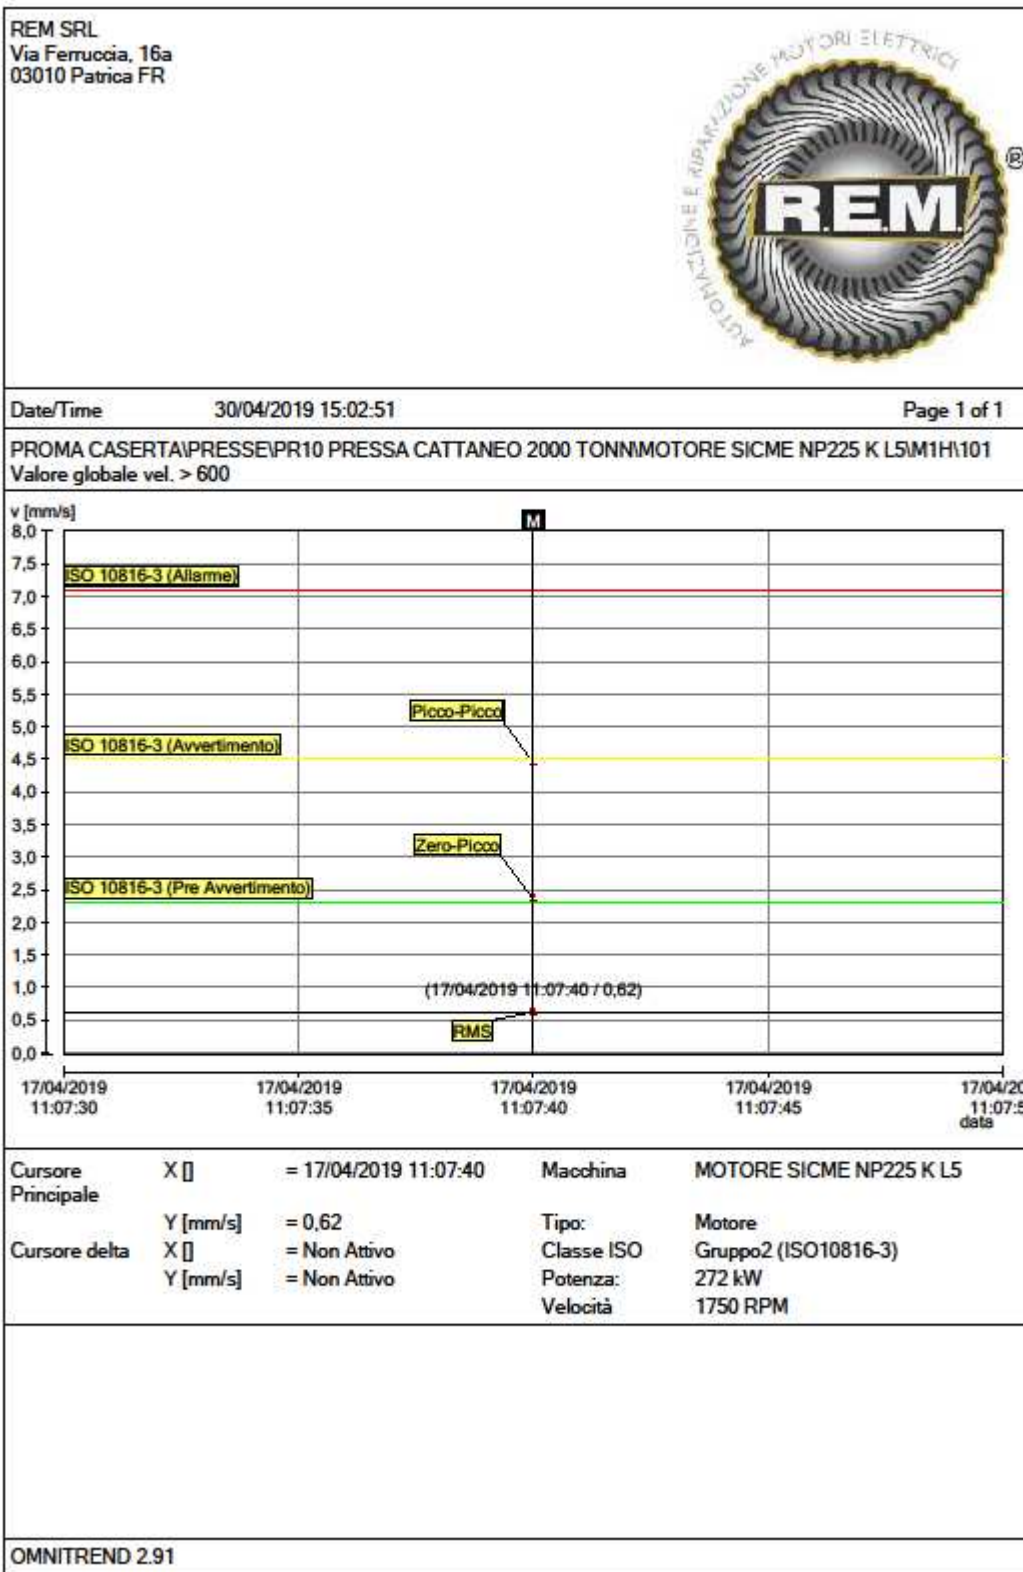 REM SRL
Via Ferruccia, 16a
03010 Patrica FR
AUTOMAZIONE E RIPARAZIONE MOTORI ELETTRICI
R.E.M.
®
Date/Time 30/04/2019 15:02:51 Page 1 of 1
PROMA CASERTA\PRESSE\PR10 PRESSA CATTANEO 2000 TONN\MOTORE SICME NP225 K L5\M1H\101
Valore globale vel. > 600
v [mm/s]
M
8,0
7,5
ISO 10816-3 (Allarme)
7,0
6,5
6,0
5,5
Picco-Picco
5,0
ISO 10816-3 (Avvertimento)
4,5
4,0
3,5
Zero-Picco
3,0
2,5
ISO 10816-3 (Pre Avvertimento)
2,0
1,5
1,0
(17/04/2019 11:07:40 / 0,62)
0,5
RMS
0,0
17/04/2019 17/04/2019 17/04/2019 17/04/2019 17/04/20
11:07:30 11:07:35 11:07:40 11:07:45 11:07:5
data
Cursore X [] = 17/04/2019 11:07:40 Macchina MOTORE SICME NP225 K L5
Principale
Y [mm/s] = 0,62 Tipo: Motore
Cursore delta X [] = Non Attivo Classe ISO Gruppo2 (ISO10816-3)
Y [mm/s] = Non Attivo Potenza: 272 kW
Velocità 1750 RPM
OMNITREND 2.91